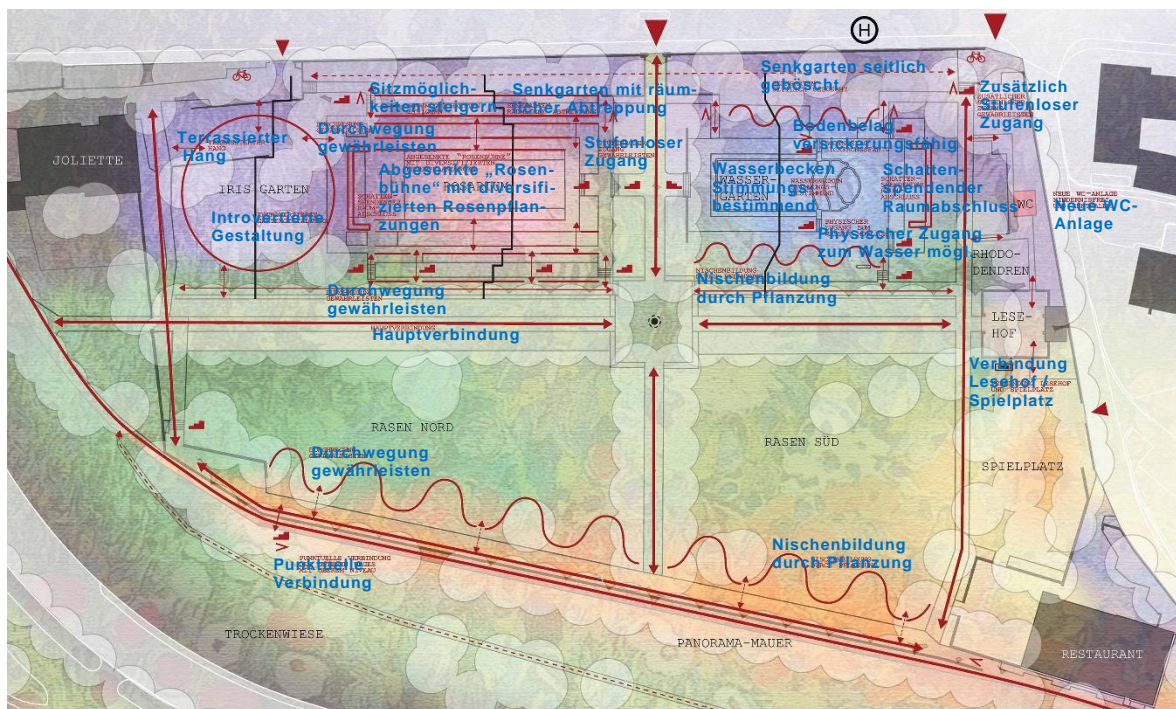 H
Sitzmöglich-
keiten steigern
Senkgarten mit räum-
licher Abtreppung
Senkgarten seitlich
geböscht
Zusätzlich
Stufenloser
Zugang
Terrassierter
Hang
Durchwegung
gewährleisten
Stufenloser
Zugang
Bodenbelag
versickerungsfähig
JOLIETTE
IRIS GARTEN
Introvertierte
Gestaltung
ROSARIUM
Abgesenkte „Rosen-
bühne" mit diversifi-
zierten Rosenpflan-
zungen
WASSER-
GARTEN
Wasserbecken
Stimmungs-
bestimmend
Schatten-
spendender
Raumabschluss
WC
Neue WC-
Anlage
Physischer Zugang
zum Wasser mögl.
RHODO-
DENDREN
Durchwegung
gewährleisten
Nischenbildung
durch Pflanzung
HAUPTVERBINDUNG
Hauptverbindung
LESE-
HOF
Verbindung
Lesehof /
Spielplatz
RASEN NORD
RASEN SÜD
Durchwegung
gewährleisten
SPIELPLATZ
Punktuelle
Verbindung
Nischenbildung
durch Pflanzung
TROCKENWIESE
PANORAMA-MAUER
RESTAURANT